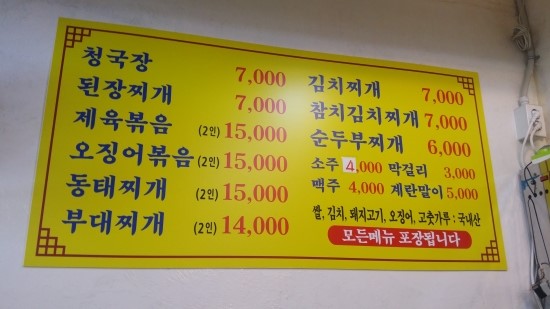 청국장 7,000
된장찌개 7,000
제육볶음 (2인) 15,000
오징어볶음 (2인) 15,000
동태찌개 (2인) 15,000
부대찌개 (2인) 14,000
김치찌개 7,000
참치김치찌개 7,000
순두부찌개 6,000
소주 4,000 막걸리 3,000
맥주 4,000 계란말이 5,000
쌀, 김치, 돼지고기, 오징어, 고춧가루 : 국내산
모든메뉴 포장됩니다